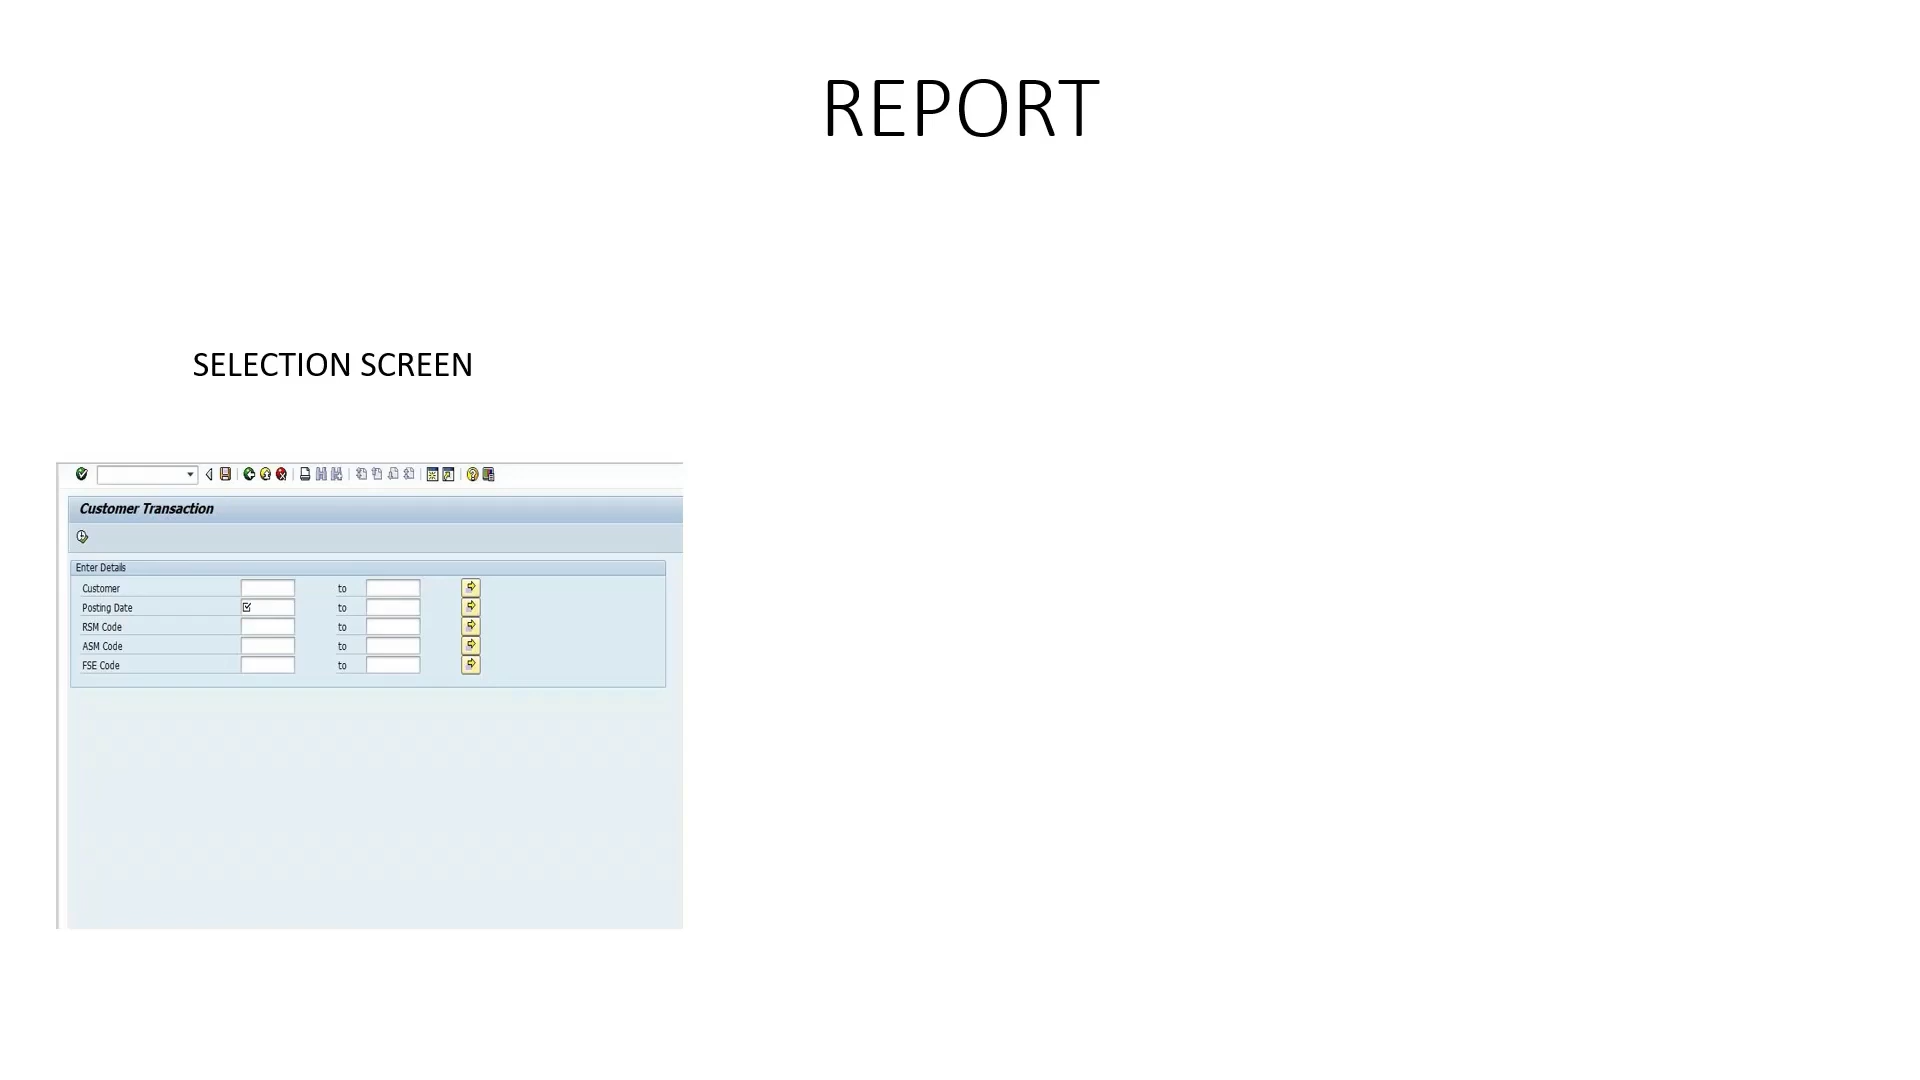 REPORT
SELECTION SCREEN
Customer Transaction
Enter Details
Customer to
Posting Date to
RSM Code to
ASM Code to
FSE Code to